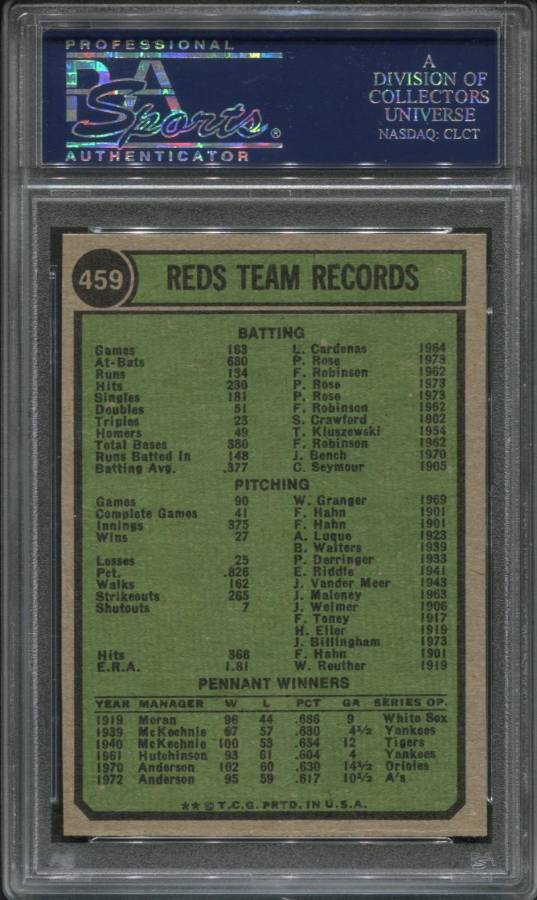 PROFESSIONAL
PSA
Sports®
AUTHENTICATOR
A
DIVISION OF
COLLECTORS
UNIVERSE
NASDAQ: CLCT
459 REDS TEAM RECORDS
BATTING
Games 163 L. Cardenas 1964
At-Bats 680 P. Rose 1973
Runs 134 F. Robinson 1962
Hits 230 P. Rose 1973
Singles 181 P. Rose 1973
Doubles 51 F. Robinson 1962
Triples 23 S. Crawford 1902
Homers 49 T. Kluszewski 1954
Total Bases 380 F. Robinson 1962
Runs Batted In 148 J. Bench 1970
Batting Avg. .377 C. Seymour 1905
PITCHING
Games 90 W. Granger 1969
Complete Games 41 F. Hahn 1901
Innings 375 F. Hahn 1901
Wins 27 A. Luque 1923
B. Walters 1939
Losses 25 P. Derringer 1933
Pct. .826 E. Riddle 1941
Walks 162 J. Vander Meer 1943
Strikeouts 265 J. Maloney 1963
Shutouts 7 J. Weimer 1906
F. Toney 1917
H. Eller 1919
J. Billingham 1973
Hits 368 F. Hahn 1901
E.R.A. 1.81 W. Reuther 1919
PENNANT WINNERS
YEAR MANAGER W L PCT GA SERIES OP.
1919 Moran 96 44 .686 9 White Sox
1939 McKechnie 97 57 .630 4½ Yankees
1940 McKechnie 100 53 .654 12 Tigers
1961 Hutchinson 93 61 .604 4 Yankees
1970 Anderson 102 60 .630 14½ Orioles
1972 Anderson 95 59 .617 10½ A's
** © T.C.G. PRTD. IN U.S.A.